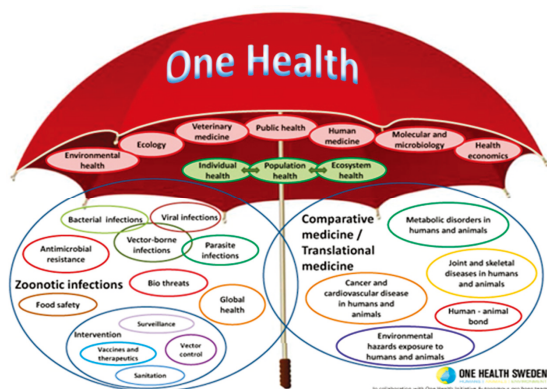 One Health
Public health
Veterinary
medicine
Human
medicine
Ecology
Molecular and
microbiology
Environmental
health
Health
economics
Individual
health
Population
health
Ecosystem
health
Bacterial infections
Viral infections
Vector-borne
infections
Parasite
infections
Antimicrobial
resistance
Zoonotic infections
Bio threats
Food safety
Global
health
Intervention
Surveillance
Vaccines and
therapeutics
Vector
control
Sanitation
Comparative
medicine /
Translational
medicine
Metabolic disorders in
humans and animals
Joint and skeletal
diseases in humans
and animals
Cancer and
cardiovascular disease
in humans and
animals
Human - animal
bond
Environmental
hazards exposure to
humans and animals
ONE HEALTH SWEDEN